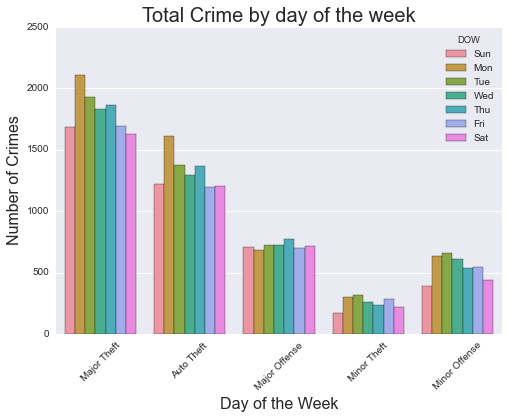 Total Crime by day of the week
2500
2000
1500
1000
500
0
Number of Crimes
DOW
Sun
Mon
Tue
Wed
Thu
Fri
Sat
Major Theft
Auto Theft
Major Offense
Minor Theft
Minor Offense
Day of the Week